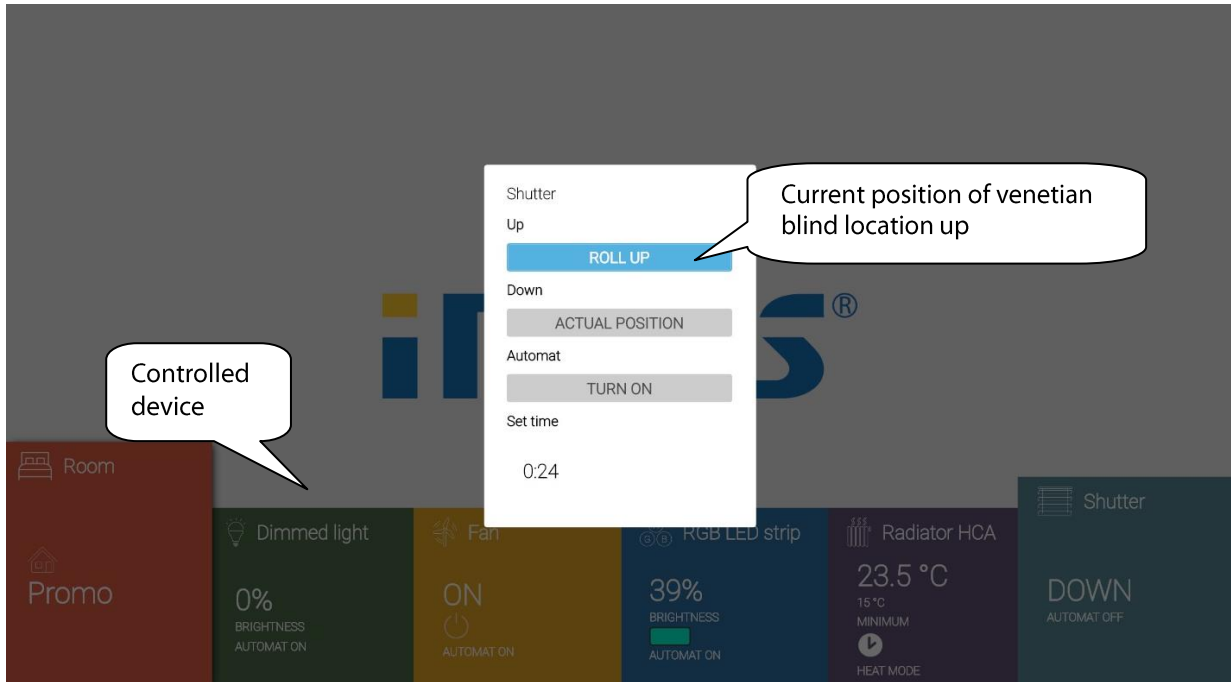 Shutter
Up
ROLL UP
Down
ACTUAL POSITION
Automat
TURN ON
Set time
0:24
Current position of venetian
blind location up
®
Controlled
device
Room
Promo
Dimmed light
0%
BRIGHTNESS
AUTOMAT ON
Fan
ON
AUTOMAT ON
G B RGB LED strip
39%
BRIGHTNESS
AUTOMAT ON
Radiator HCA
23.5 °C
15 °C
MINIMUM
HEAT MODE
Shutter
DOWN
AUTOMAT OFF